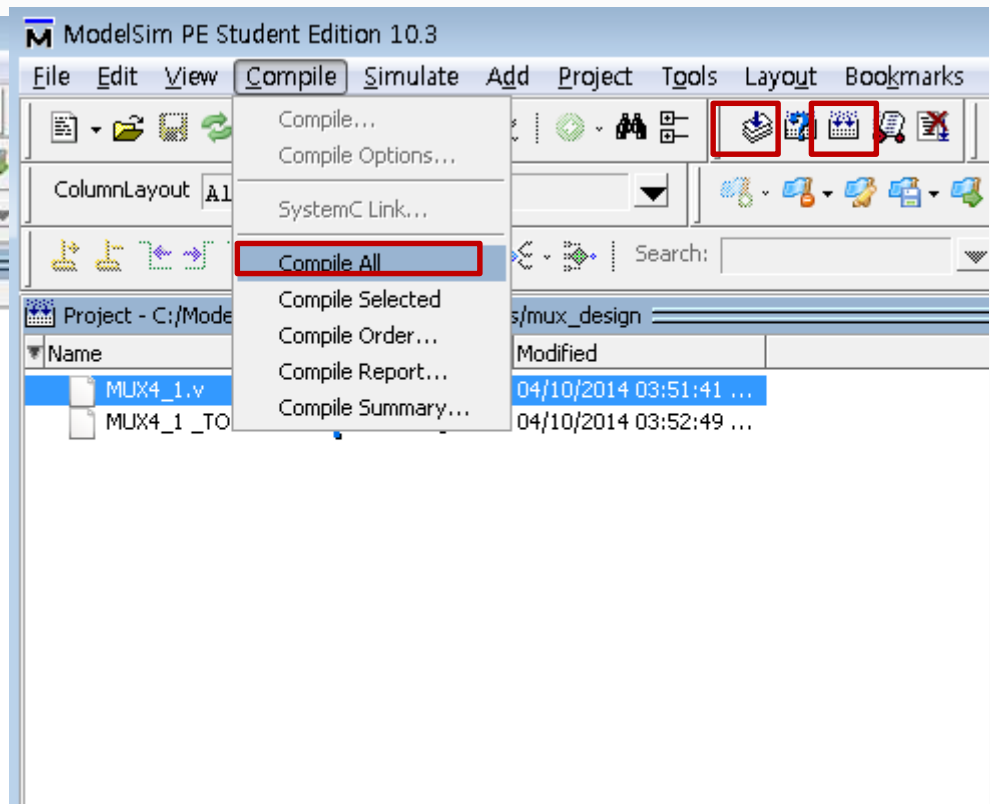 ModelSim PE Student Edition 10.3
File Edit View Compile Simulate Add Project Tools Layout Bookmarks
Compile...
Compile Options...
ColumnLayout Al
SystemC Link...
Search:
Compile All
Compile Selected
Project - C:/Mode s/mux_design
Compile Order...
Name Modified
Compile Report...
MUX4_1.v 04/10/2014 03:51:41 ...
Compile Summary...
MUX4_1 _TO 04/10/2014 03:52:49 ...